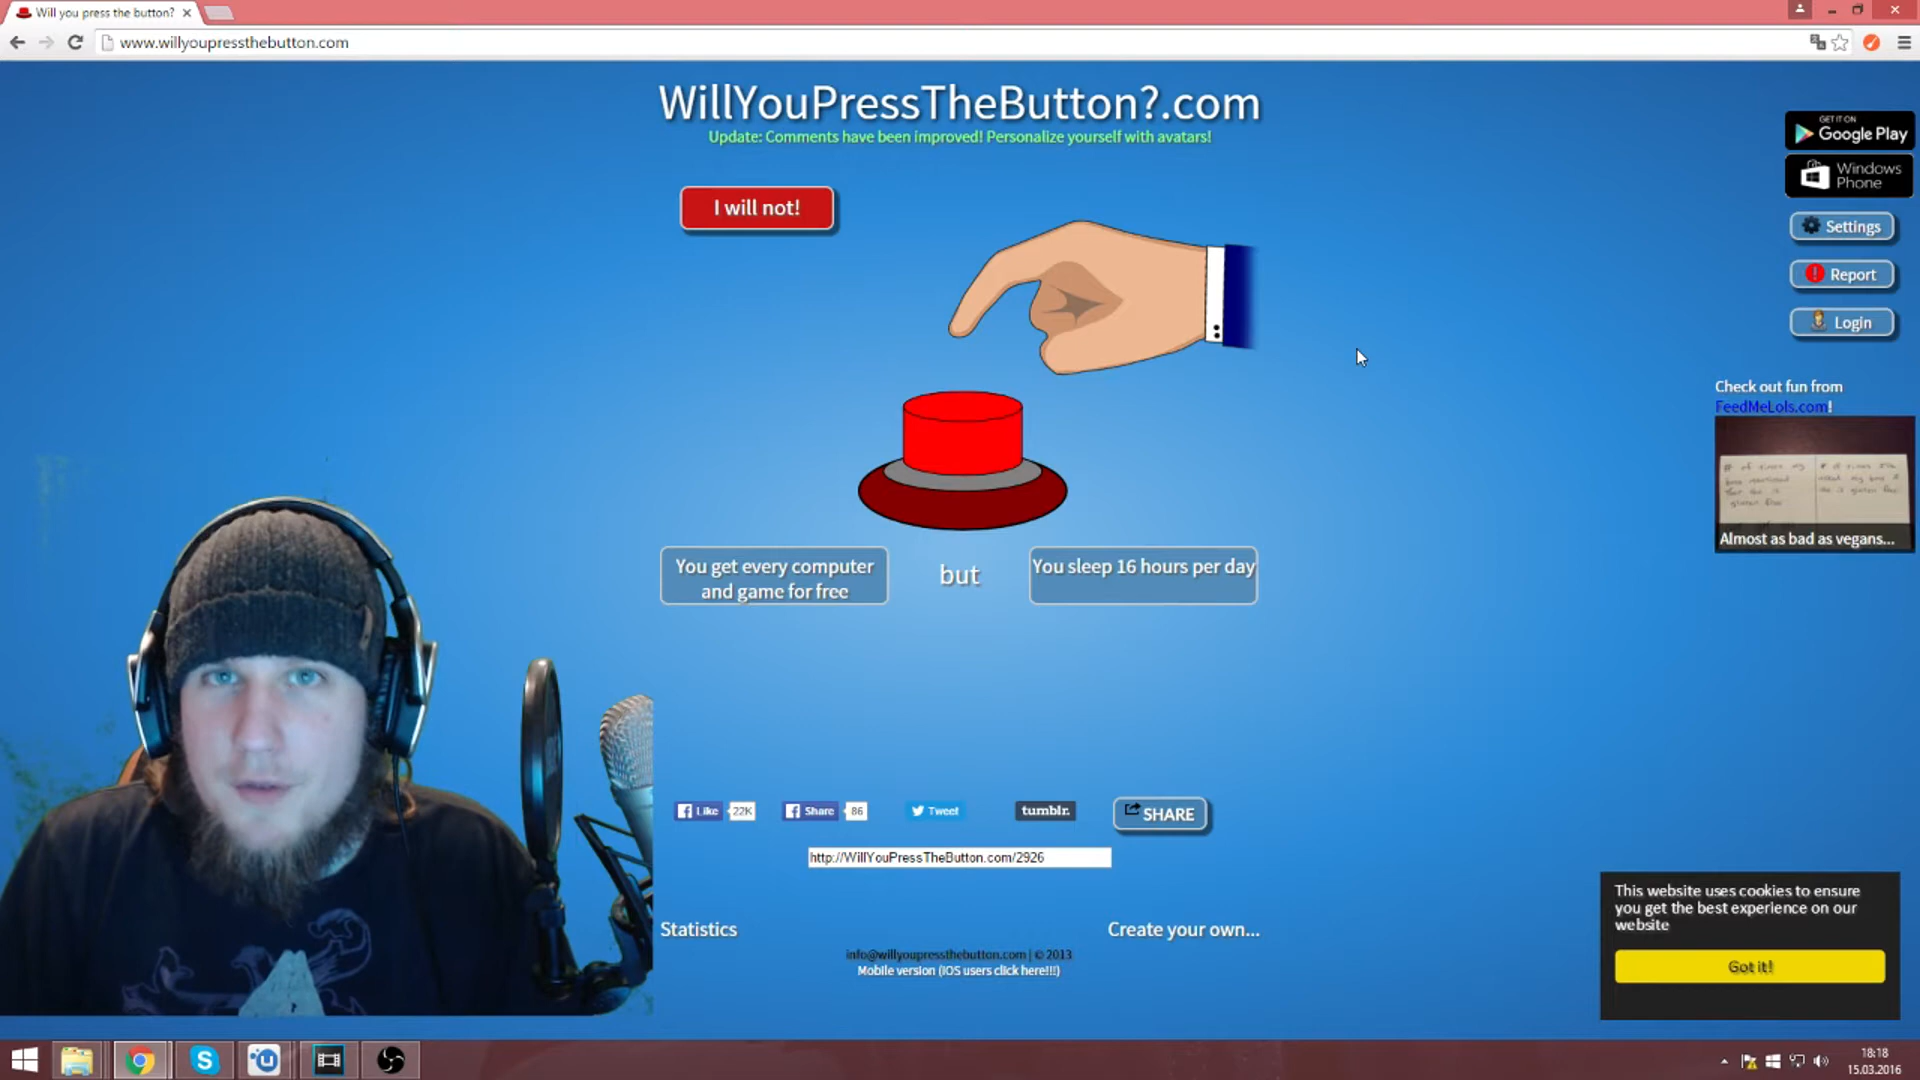 Will you press the button?
www.willyoupressthebutton.com
WillYouPressTheButton?.com
Update: Comments have been improved! Personalize yourself with avatars!
I will not!
GET IT ON
Google Play
Windows
Phone
Settings
Report
Login
Check out fun from
FeedMeLols.com!
Almost as bad as vegans...
You get every computer
and game for free
but
You sleep 16 hours per day
Like 22K
Share 86
Tweet
tumblr.
SHARE
http://WillYouPressTheButton.com/2926
Statistics
Create your own...
info@willyoupressthebutton.com | © 2013
Mobile version (IOS users click here!!!)
This website uses cookies to ensure
you get the best experience on our
website
Got it!
18:18
15.03.2016